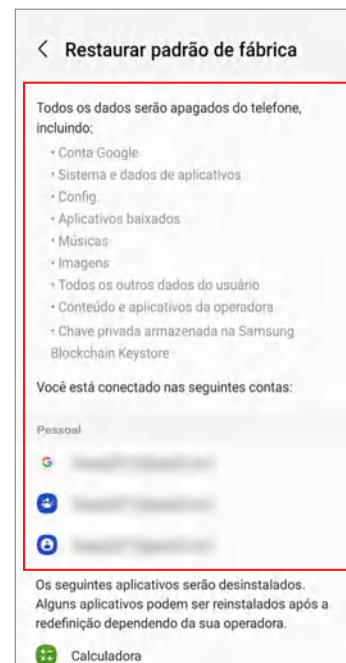 Restaurar padrão de fábrica
Todos os dados serão apagados do telefone,
incluindo:
• Conta Google
• Sistema e dados de aplicativos
• Config.
• Aplicativos baixados
• Músicas
• Imagens
• Todos os outros dados do usuário
• Conteúdo e aplicativos da operadora
• Chave privada armazenada na Samsung
Blockchain Keystore
Você está conectado nas seguintes contas:
Pessoal
Os seguintes aplicativos serão desinstalados.
Alguns aplicativos podem ser reinstalados após a
redefinição dependendo da sua operadora.
Calculadora